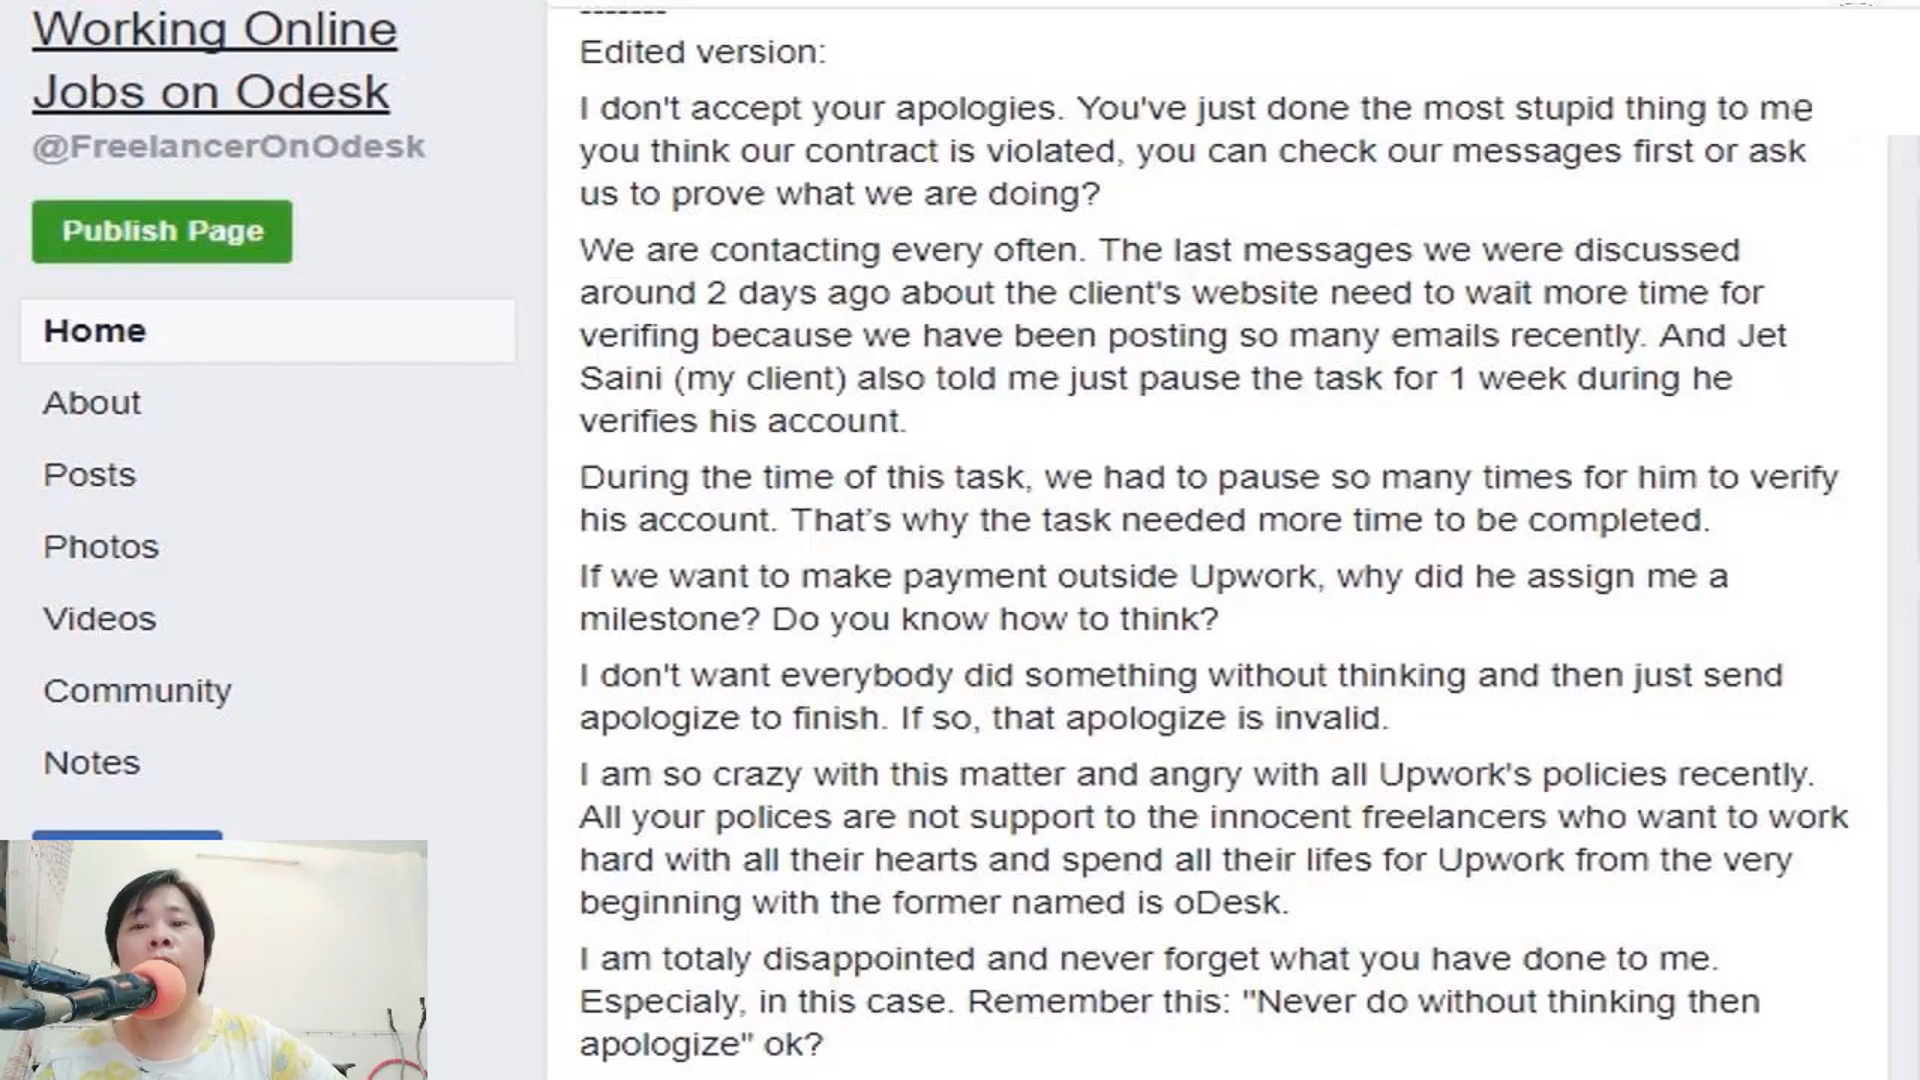 Working Online
Jobs on Odesk
@FreelancerOnOdesk
Publish Page
Home
About
Posts
Photos
Videos
Community
Notes
Edited version:
I don't accept your apologies. You've just done the most stupid thing to me
you think our contract is violated, you can check our messages first or ask
us to prove what we are doing?
We are contacting every often. The last messages we were discussed
around 2 days ago about the client's website need to wait more time for
verifing because we have been posting so many emails recently. And Jet
Saini (my client) also told me just pause the task for 1 week during he
verifies his account.
During the time of this task, we had to pause so many times for him to verify
his account. That's why the task needed more time to be completed.
If we want to make payment outside Upwork, why did he assign me a
milestone? Do you know how to think?
I don't want everybody did something without thinking and then just send
apologize to finish. If so, that apologize is invalid.
I am so crazy with this matter and angry with all Upwork's policies recently.
All your polices are not support to the innocent freelancers who want to work
hard with all their hearts and spend all their lifes for Upwork from the very
beginning with the former named is oDesk.
I am totaly disappointed and never forget what you have done to me.
Especialy, in this case. Remember this: "Never do without thinking then
apologize" ok?